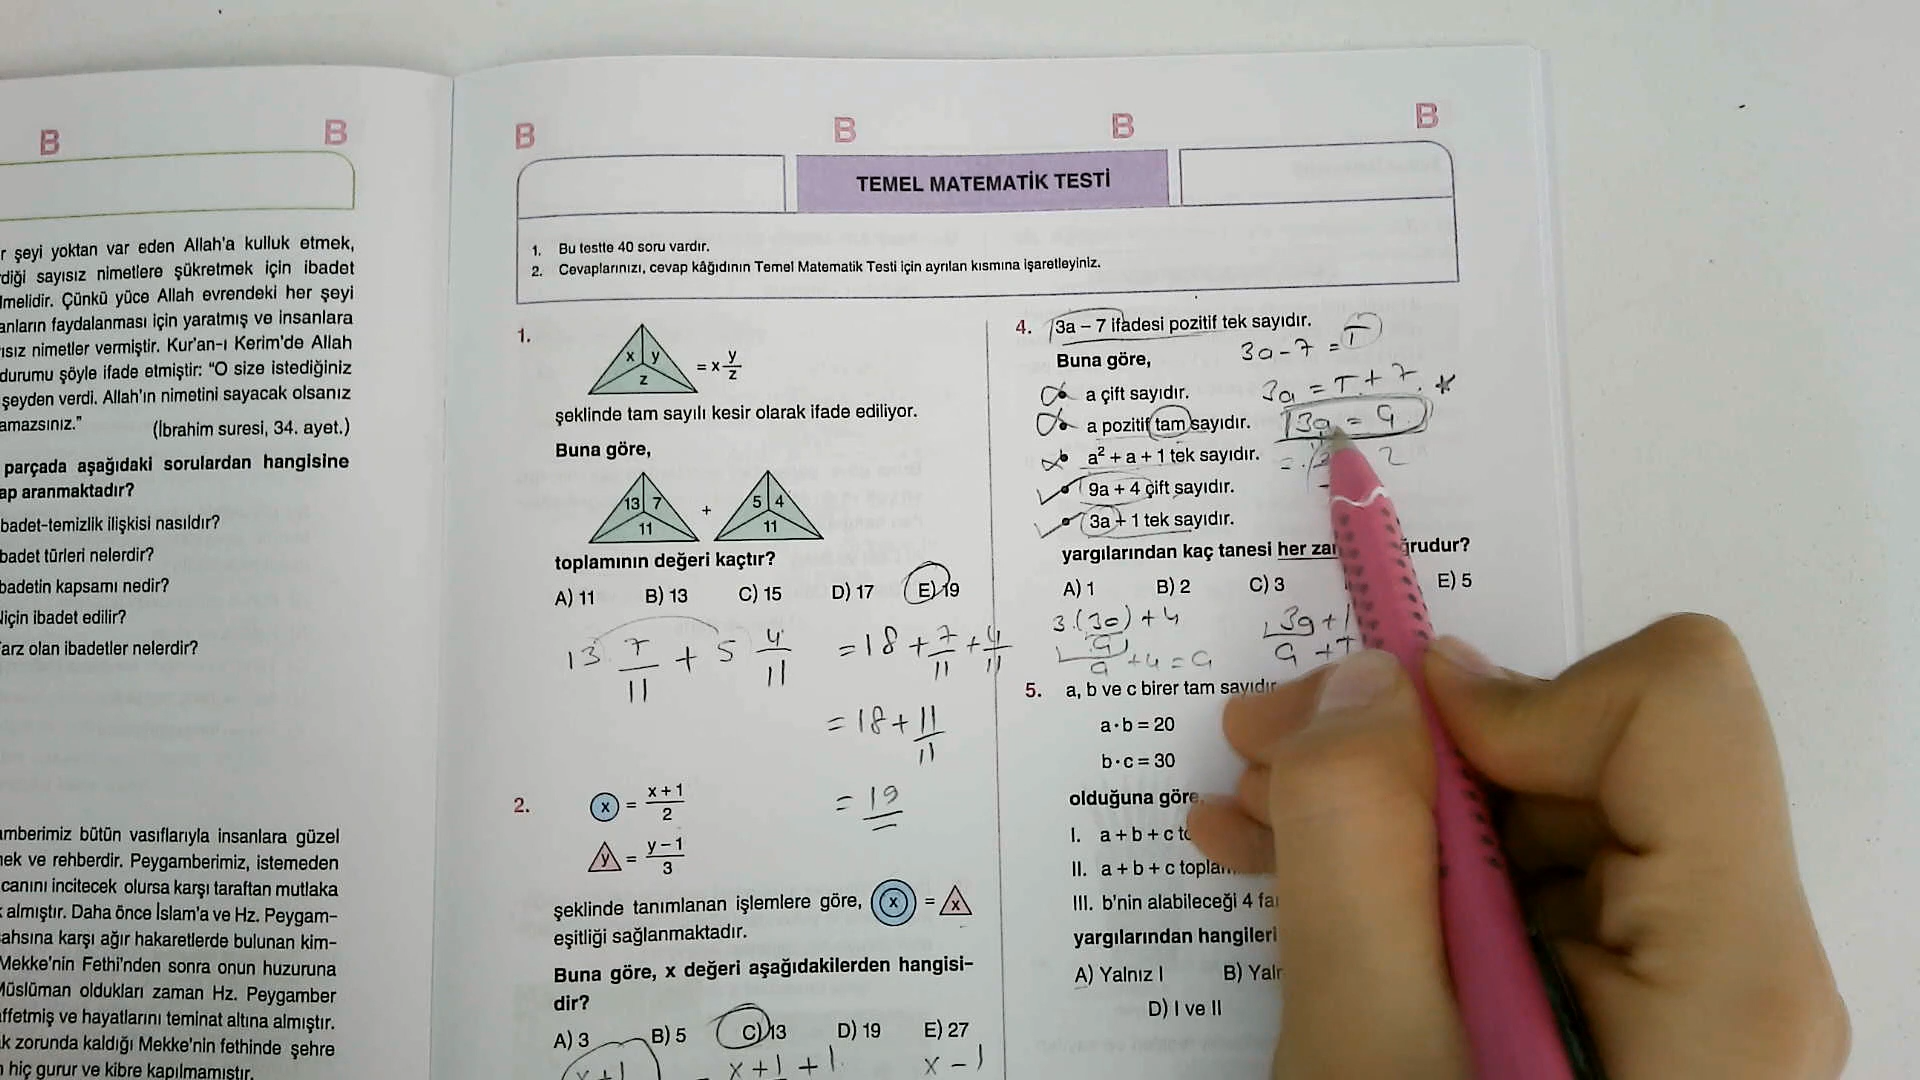 B B B B B B
r şeyi yoktan var eden Allah'a kulluk etmek,
rdiği sayısız nimetlere şükretmek için ibadet
lmelidir. Çünkü yüce Allah evrendeki her şeyi
anların faydalanması için yaratmış ve insanlara
ısız nimetler vermiştir. Kur'an-ı Kerim'de Allah
durumu şöyle ifade etmiştir: "O size istediğiniz
şeyden verdi. Allah'ın nimetini sayacak olsanız
amazsınız."
(İbrahim suresi, 34. ayet.)
parçada aşağıdaki sorulardan hangisine
ap aranmaktadır?
badet-temizlik ilişkisi nasıldır?
badet türleri nelerdir?
badetin kapsamı nedir?
Niçin ibadet edilir?
arz olan ibadetler nelerdir?
amberimiz bütün vasıflarıyla insanlara güzel
nek ve rehberdir. Peygamberimiz, istemeden
canını incitecek olursa karşı taraftan mutlaka
k almıştır. Daha önce İslam'a ve Hz. Peygam-
ahsına karşı ağır hakaretlerde bulunan kim-
Mekke'nin Fethi'nden sonra onun huzuruna
Müslüman oldukları zaman Hz. Peygamber
ffetmiş ve hayatlarını teminat altına almıştır.
k zorunda kaldığı Mekke'nin fethinde şehre
n hiç gurur ve kibre kapılmamıştır.
TEMEL MATEMATİK TESTİ
1. Bu testte 40 soru vardır.
2. Cevaplarınızı, cevap kâğıdının Temel Matematik Testi için ayrılan kısmına işaretleyiniz.
1.
x y z = x y/z
şeklinde tam sayılı kesir olarak ifade ediliyor.
Buna göre,
13 7 11 + 5 4 11
toplamının değeri kaçtır?
A) 11 B) 13 C) 15 D) 17 E) 19
13 7/11 + 5 4/11 = 18 + 7/11 + 4/11
= 18 + 11/11
= 19
2.
x = x + 1 / 2
y = y – 1 / 3
şeklinde tanımlanan işlemlere göre, x = x
eşitliği sağlanmaktadır.
Buna göre, x değeri aşağıdakilerden hangisi-
dir?
A) 3 B) 5 C) 13 D) 19 E) 27
x+1 x+1+1 x-1
4. 3a – 7 ifadesi pozitif tek sayıdır.
Buna göre,
3a-7 = T
a çift sayıdır.
3a = T+7
a pozitif tam sayıdır.
a² + a + 1 tek sayıdır.
9a + 4 çift sayıdır.
3a + 1 tek sayıdır.
yargılarından kaç tanesi her
A) 1 B) 2 C) 3 E) 5
3.(3a)+4
5. a, b ve c birer tam sayıdır
a · b = 20
b · c = 30
olduğuna göre,
I. a + b + c
II. a + b + c
III. b'nin alabileceği 4
yargılarından hangileri
A) Yalnız I B)
D) I ve II